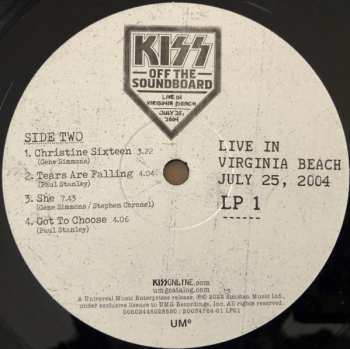 KISS
OFF THE
SOUNDBOARD
LIVE IN
VIRGINIA BEACH
JULY 25,
2004
SIDE TWO
1. Christine Sixteen 3.22
(Gene Simmons)
2. Tears Are Falling 4.04
(Paul Stanley)
3. She 7.43
(Gene Simmons / Stephen Coronel)
4. Got To Choose 4.06
(Paul Stanley)
LIVE IN
VIRGINIA BEACH
JULY 25, 2004
LP 1
------
KISSONLINE.com
umgcatalog.com
A Universal Music Enterprises release; ℗© 2022 Simstan Music Ltd.,
under exclusive license to UMG Recordings, Inc. All rights reserved.
UMe